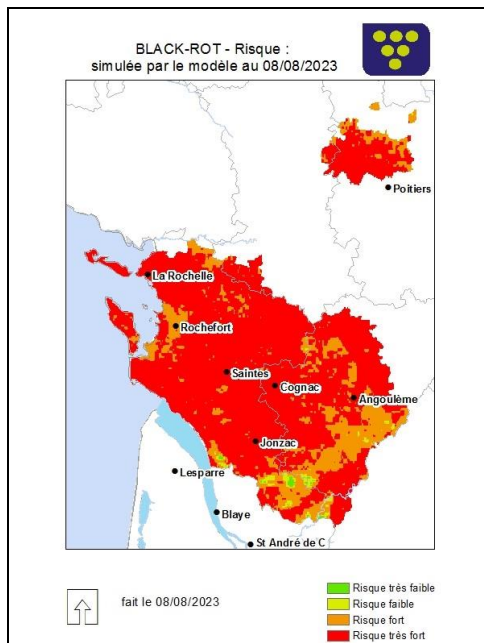 BLACK-ROT - Risque :
simulée par le modèle au 08/08/2023
Poitiers
La Rochelle
Rochefort
Saintes
Cognac
Angoulême
Jonzac
Lesparre
Blaye
St André de C
fait le 08/08/2023
Risque très faible
Risque faible
Risque fort
Risque très fort